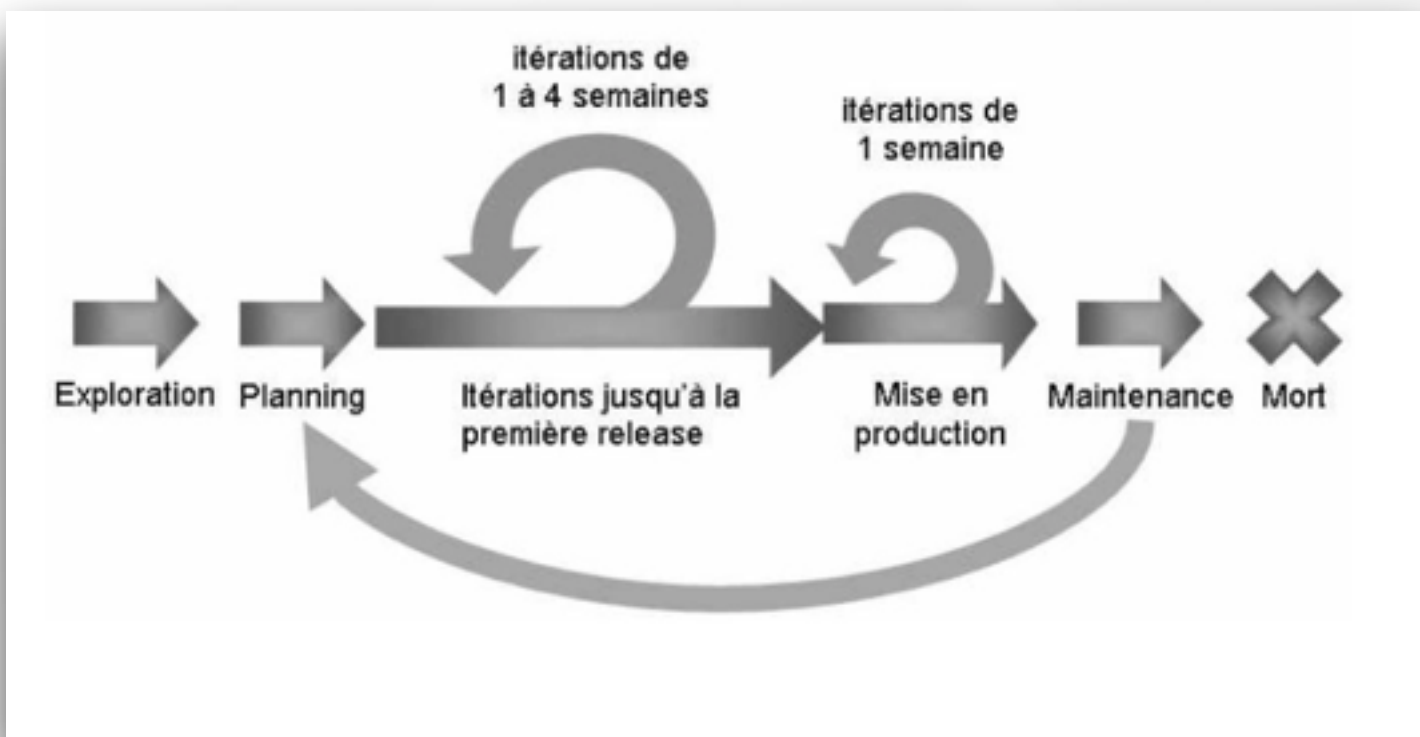 itérations de
1 à 4 semaines
itérations de
1 semaine
Exploration
Planning
Itérations jusqu'à la
première release
Mise en
production
Maintenance
Mort